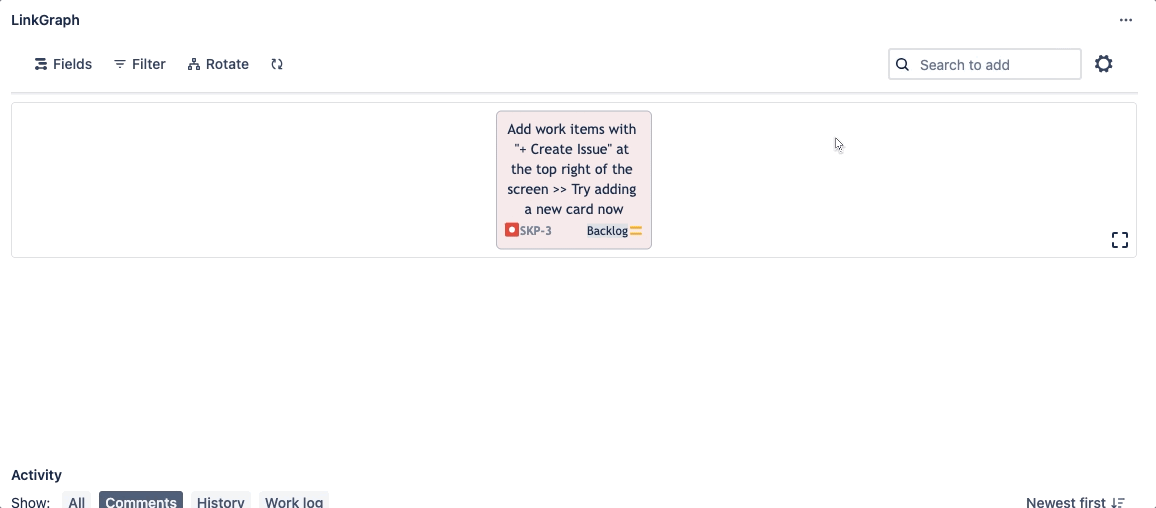 LinkGraph
Fields Filter Rotate Search to add
Add work items with
"+ Create Issue" at
the top right of the
screen >> Try adding
a new card now
SKP-3 Backlog
Activity
Show: All Comments History Work log Newest first